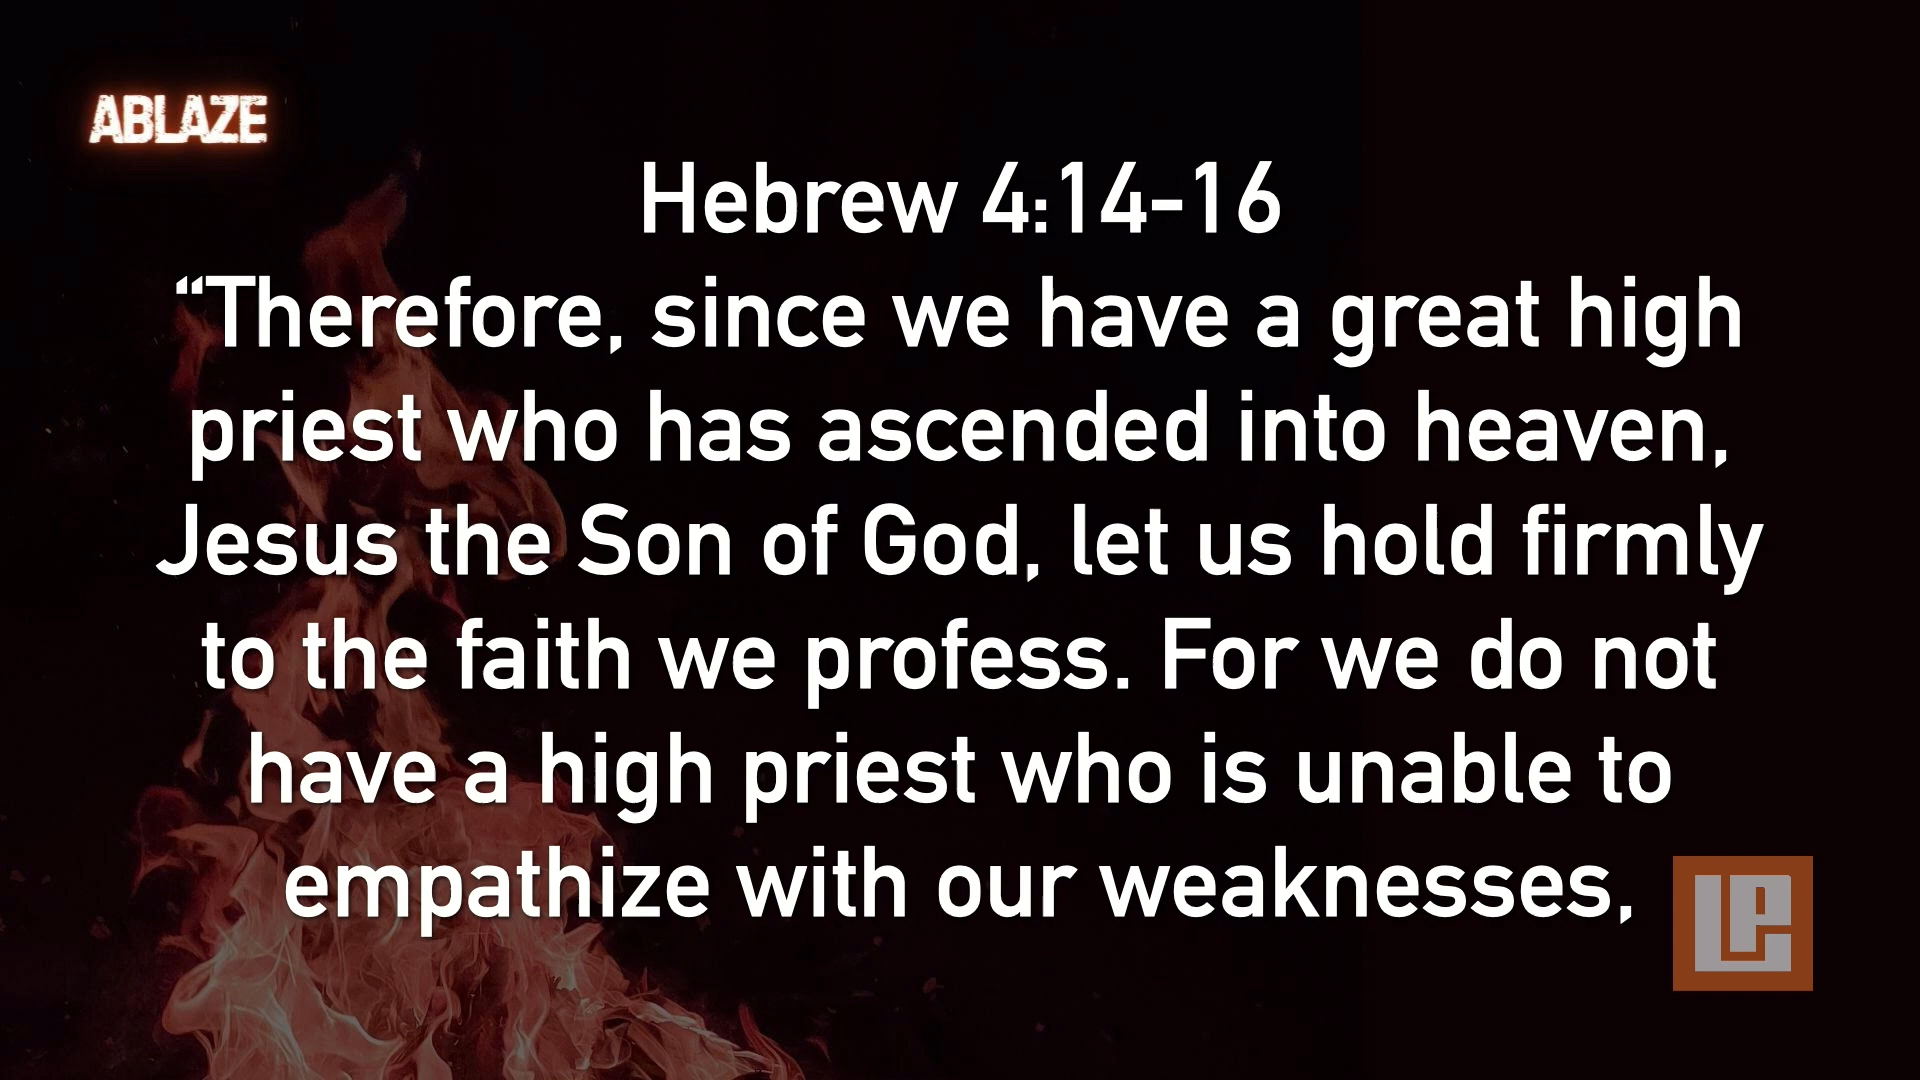 ABLAZE
Hebrew 4:14-16
“Therefore, since we have a great high
priest who has ascended into heaven,
Jesus the Son of God, let us hold firmly
to the faith we profess. For we do not
have a high priest who is unable to
empathize with our weaknesses,
LP